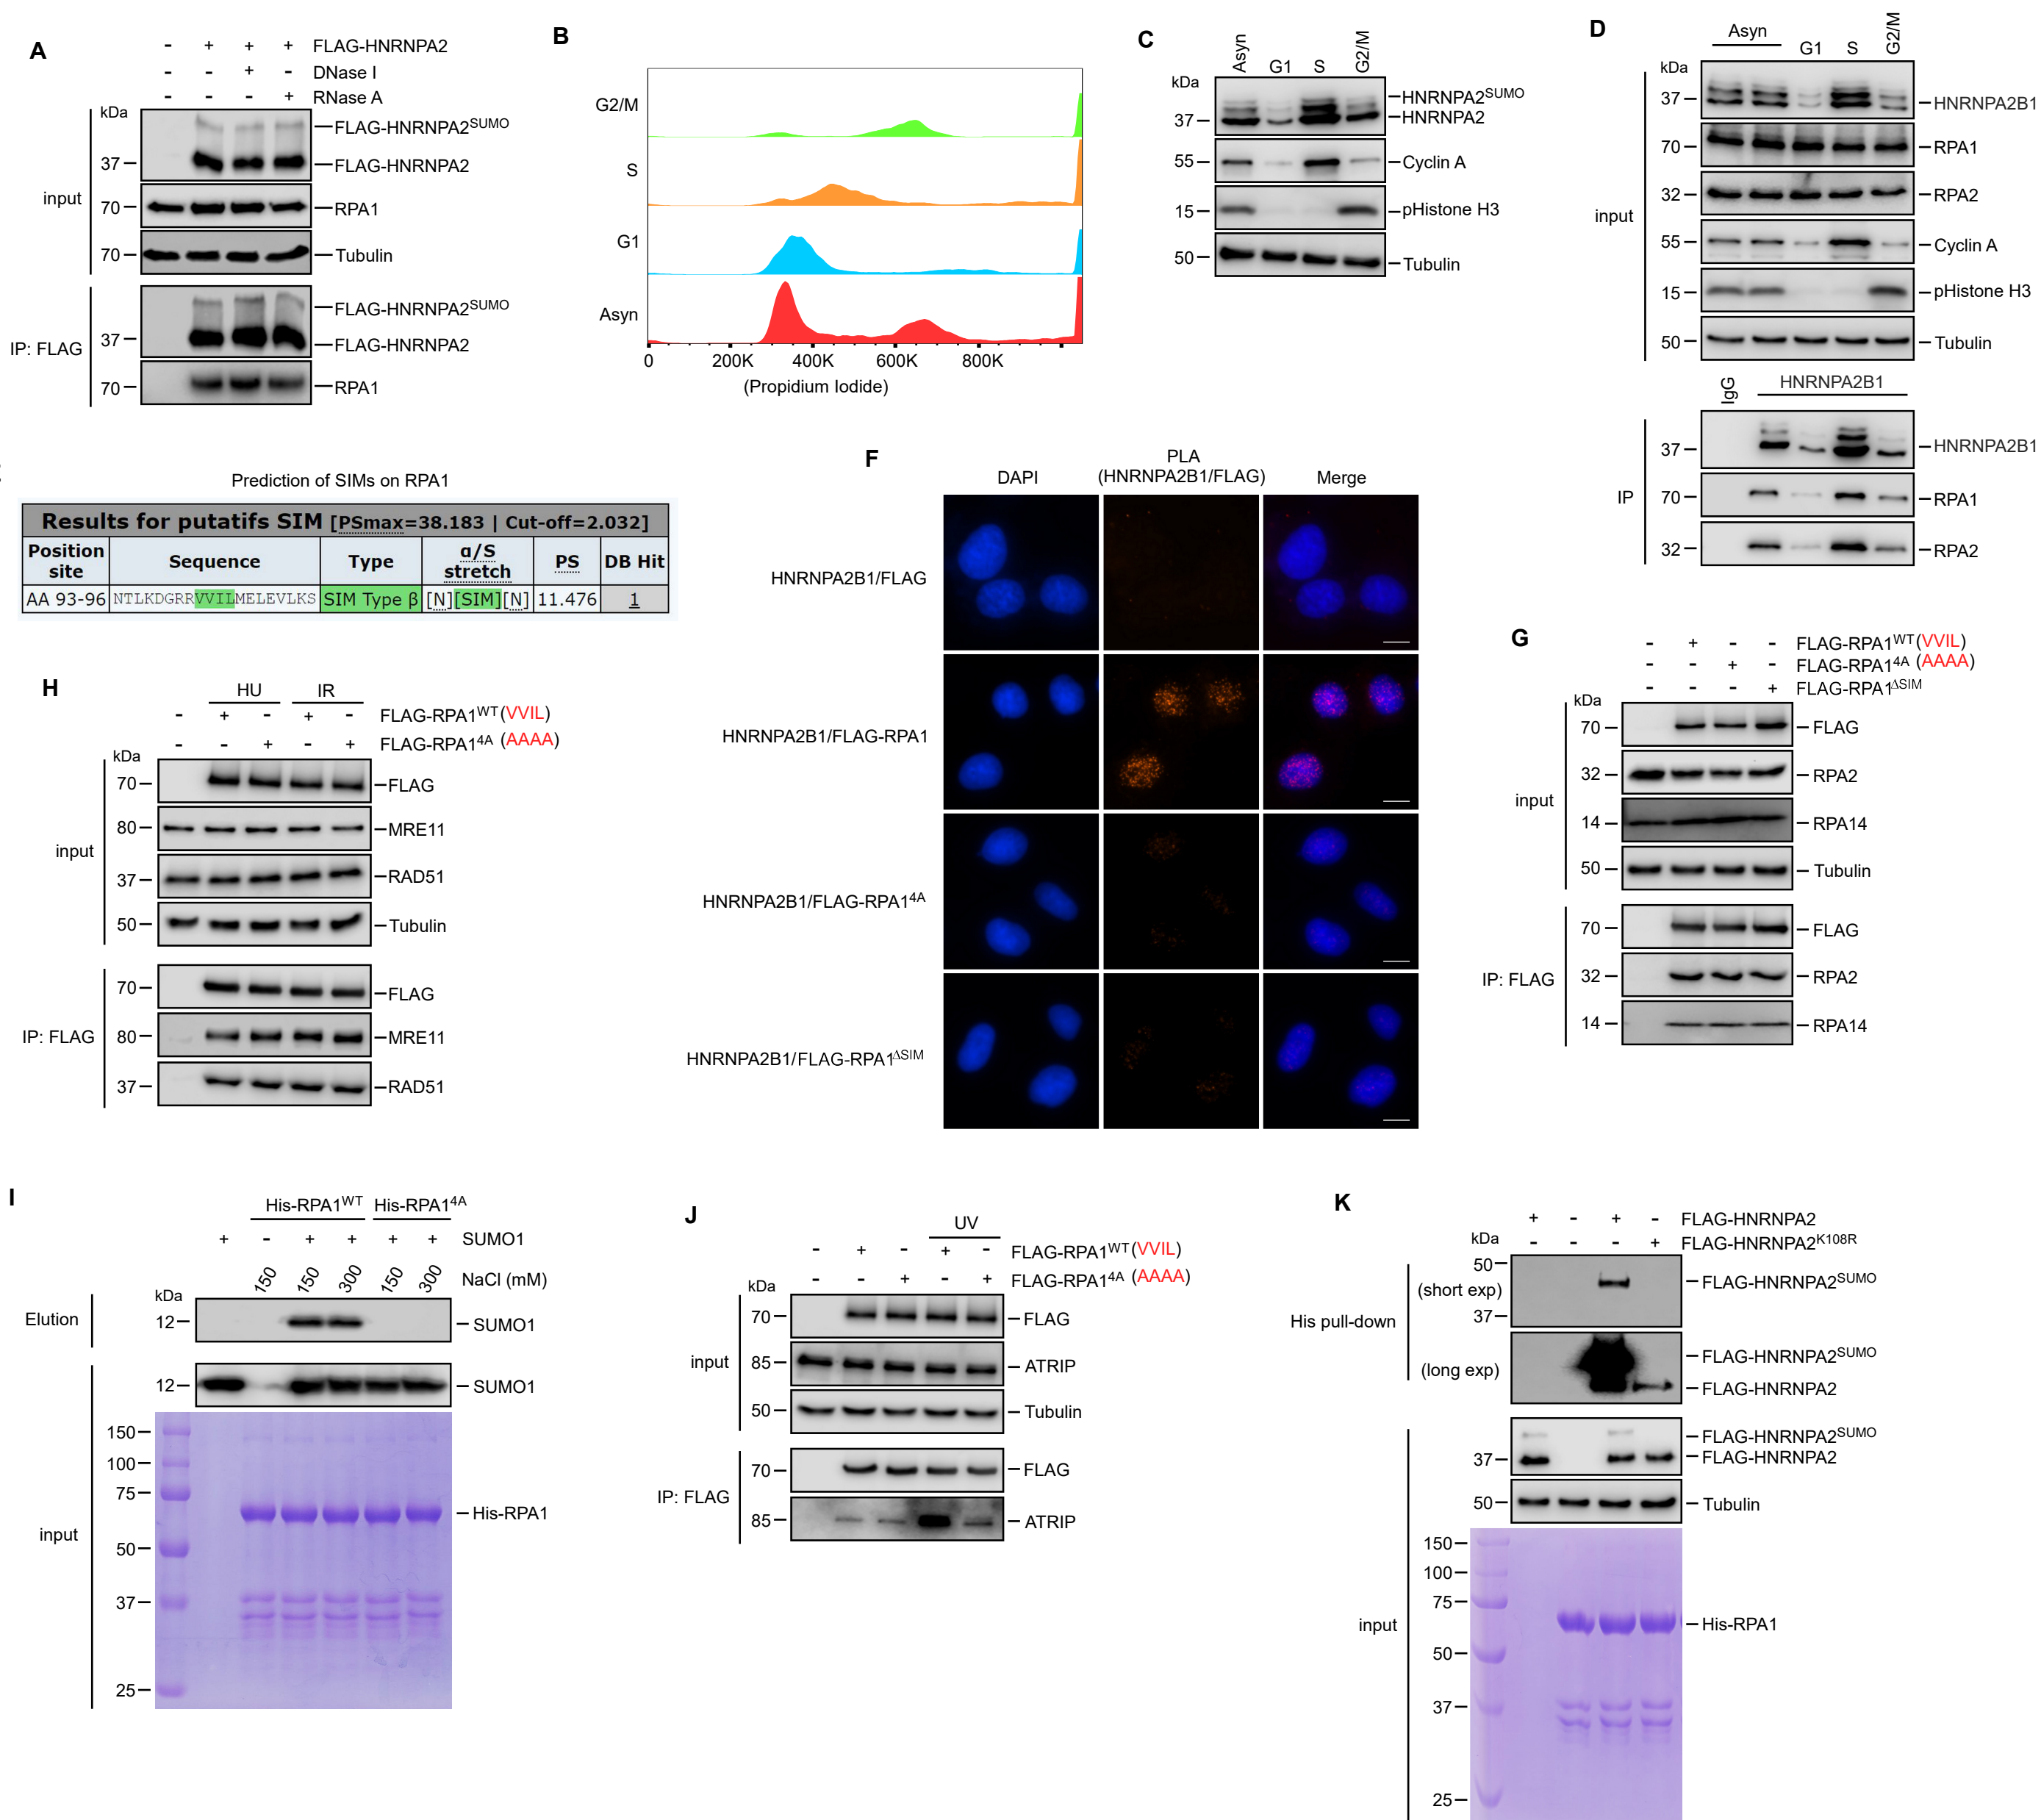 A
- + + + FLAG-HNRNPA2
- - + - DNase I
- - - + RNase A
kDa
input
FLAG-HNRNPA2SUMO
37 FLAG-HNRNPA2
70 RPA1
70 Tubulin
IP: FLAG
FLAG-HNRNPA2SUMO
37 FLAG-HNRNPA2
70 RPA1
B
G2/M
S
G1
Asyn
0 200K 400K 600K 800K
(Propidium Iodide)
C
Asyn G1 S G2/M
kDa
HNRNPA2SUMO
37 HNRNPA2
55 Cyclin A
15 pHistone H3
50 Tubulin
D
Asyn G1 S G2/M
kDa
input
37 HNRNPA2B1
70 RPA1
32 RPA2
55 Cyclin A
15 pHistone H3
50 Tubulin
IgG HNRNPA2B1
IP
37 HNRNPA2B1
70 RPA1
32 RPA2
Prediction of SIMs on RPA1
Results for putatifs SIM [PSmax=38.183 | Cut-off=2.032]
Position site Sequence Type α/S stretch PS DB Hit
AA 93-96 NTLKDGRRVVILMELEVLKS SIM Type β [N][SIM][N] 11.476 1
F
DAPI PLA (HNRNPA2B1/FLAG) Merge
HNRNPA2B1/FLAG
HNRNPA2B1/FLAG-RPA1
HNRNPA2B1/FLAG-RPA14A
HNRNPA2B1/FLAG-RPA1ΔSIM
G
- + - - FLAG-RPA1WT(VVIL)
- - + - FLAG-RPA14A (AAAA)
- - - + FLAG-RPA1ΔSIM
kDa
input
70 FLAG
32 RPA2
14 RPA14
50 Tubulin
IP: FLAG
70 FLAG
32 RPA2
14 RPA14
H
HU IR
- + - + - FLAG-RPA1WT(VVIL)
- - + - + FLAG-RPA14A (AAAA)
kDa
input
70 FLAG
80 MRE11
37 RAD51
50 Tubulin
IP: FLAG
70 FLAG
80 MRE11
37 RAD51
I
His-RPA1WT His-RPA14A
+ - + + + + SUMO1
150 150 300 150 300 NaCl (mM)
kDa
Elution
12 SUMO1
input
12 SUMO1
150
100
75
His-RPA1
50
37
25
J
UV
- + - + - FLAG-RPA1WT(VVIL)
- - + - + FLAG-RPA14A (AAAA)
kDa
input
70 FLAG
85 ATRIP
50 Tubulin
IP: FLAG
70 FLAG
85 ATRIP
K
+ - + - FLAG-HNRNPA2
- - - + FLAG-HNRNPA2K108R
kDa
His pull-down
50
(short exp) FLAG-HNRNPA2SUMO
37
FLAG-HNRNPA2SUMO
(long exp)
FLAG-HNRNPA2
input
FLAG-HNRNPA2SUMO
37 FLAG-HNRNPA2
50 Tubulin
150
100
75
His-RPA1
50
37
25